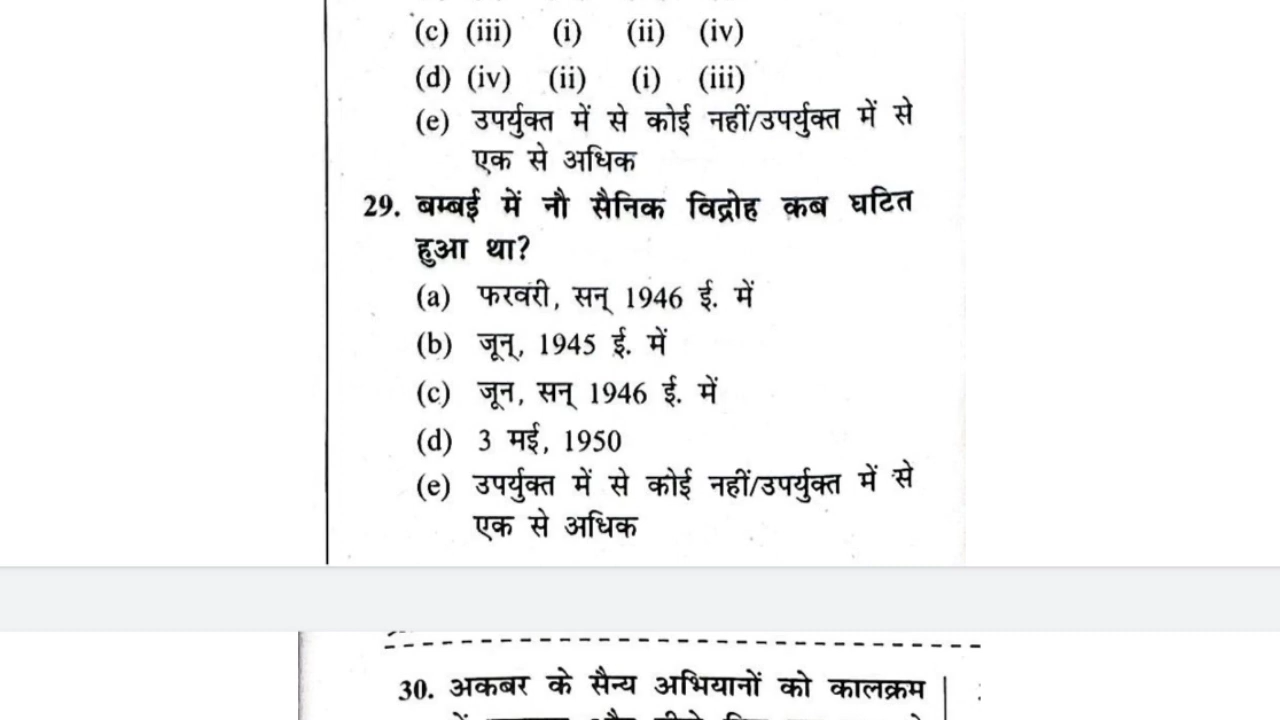 (c) (iii) (i) (ii) (iv)
(d) (iv) (ii) (i) (iii)
(e) उपर्युक्त में से कोई नहीं/उपर्युक्त में से
एक से अधिक
29. बम्बई में नौ सैनिक विद्रोह कब घटित
हुआ था?
(a) फरवरी, सन् 1946 ई. में
(b) जून्, 1945 ई. में
(c) जून, सन् 1946 ई. में
(d) 3 मई, 1950
(e) उपर्युक्त में से कोई नहीं/उपर्युक्त में से
एक से अधिक
30. अकबर के सैन्य अभियानों को कालक्रम